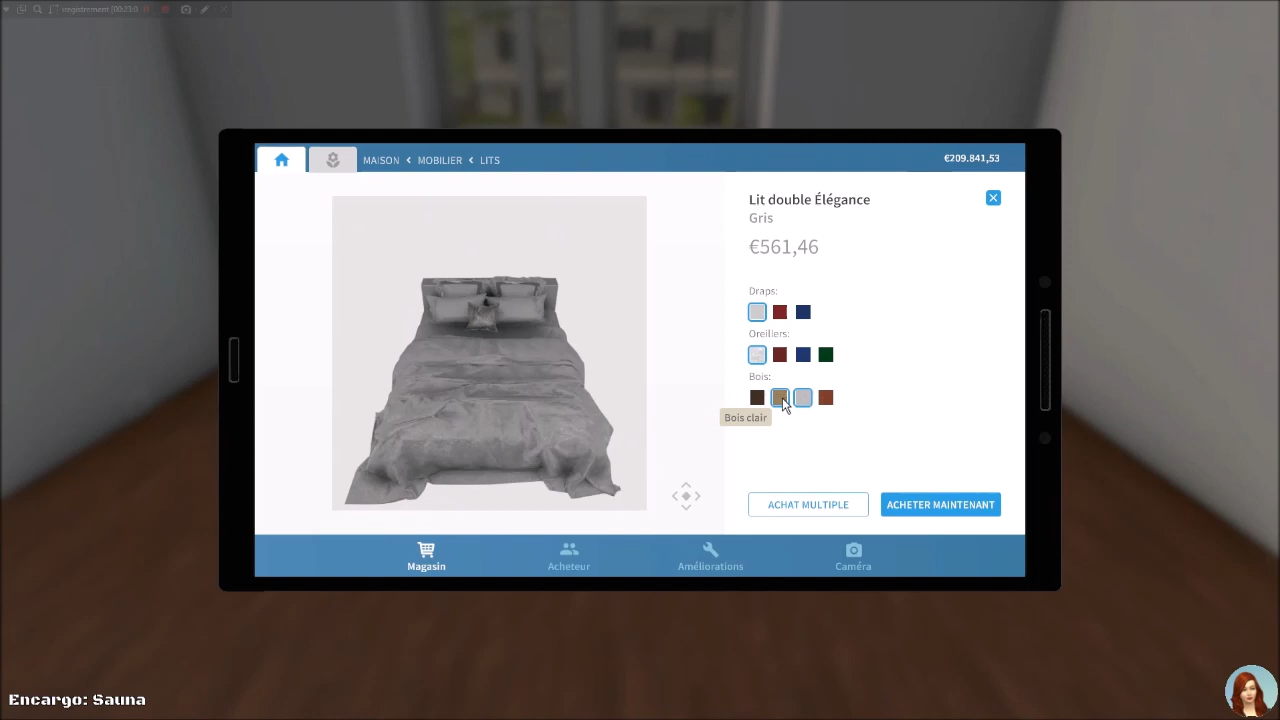 MAISON < MOBILIER < LITS
€209.841,53
Lit double Élégance
Gris
€561,46
Draps:
Oreiliers:
Bois:
Bois clair
ACHAT MULTIPLE
ACHETER MAINTENANT
Magasin
Acheteur
Améliorations
Caméra
Encargo: Sauna